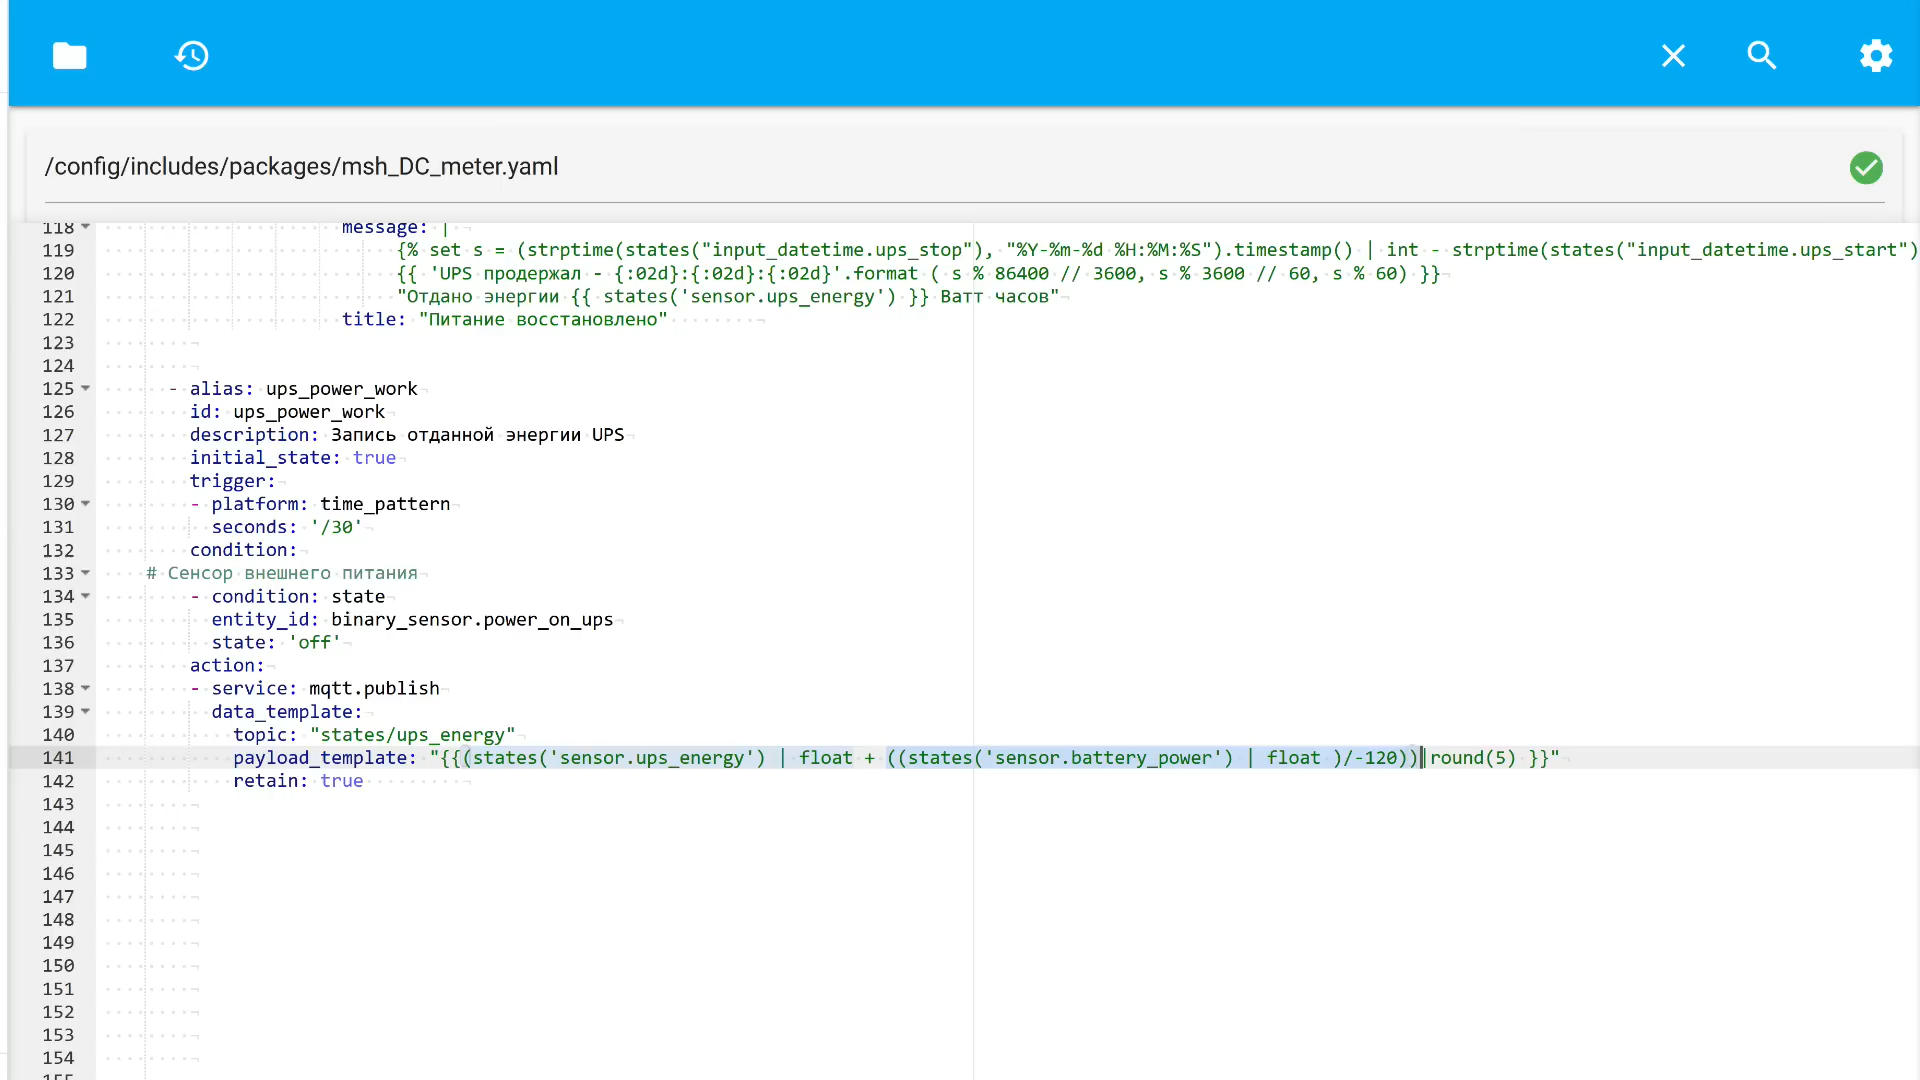 /config/includes/packages/msh_DC_meter.yaml
118 message: |
119 {% set s = (strptime(states("input_datetime.ups_stop"), "%Y-%m-%d %H:%M:%S").timestamp() | int - strptime(states("input_datetime.ups_start")
120 {{ 'UPS продержал - {:02d}:{:02d}:{:02d}'.format ( s % 86400 // 3600, s % 3600 // 60, s % 60) }}
121 "Отдано энергии {{ states('sensor.ups_energy') }} Ватт часов"
122 title: "Питание восстановлено"
123
124
125 - alias: ups_power_work
126 id: ups_power_work
127 description: Запись отданной энергии UPS
128 initial_state: true
129 trigger:
130 - platform: time_pattern
131 seconds: '/30'
132 condition:
133 # Сенсор внешнего питания
134 - condition: state
135 entity_id: binary_sensor.power_on_ups
136 state: 'off'
137 action:
138 - service: mqtt.publish
139 data_template:
140 topic: "states/ups_energy"
141 payload_template: "{{(states('sensor.ups_energy') | float + ((states('sensor.battery_power') | float )/-120))|round(5) }}"
142 retain: true
143
144
145
146
147
148
149
150
151
152
153
154
155